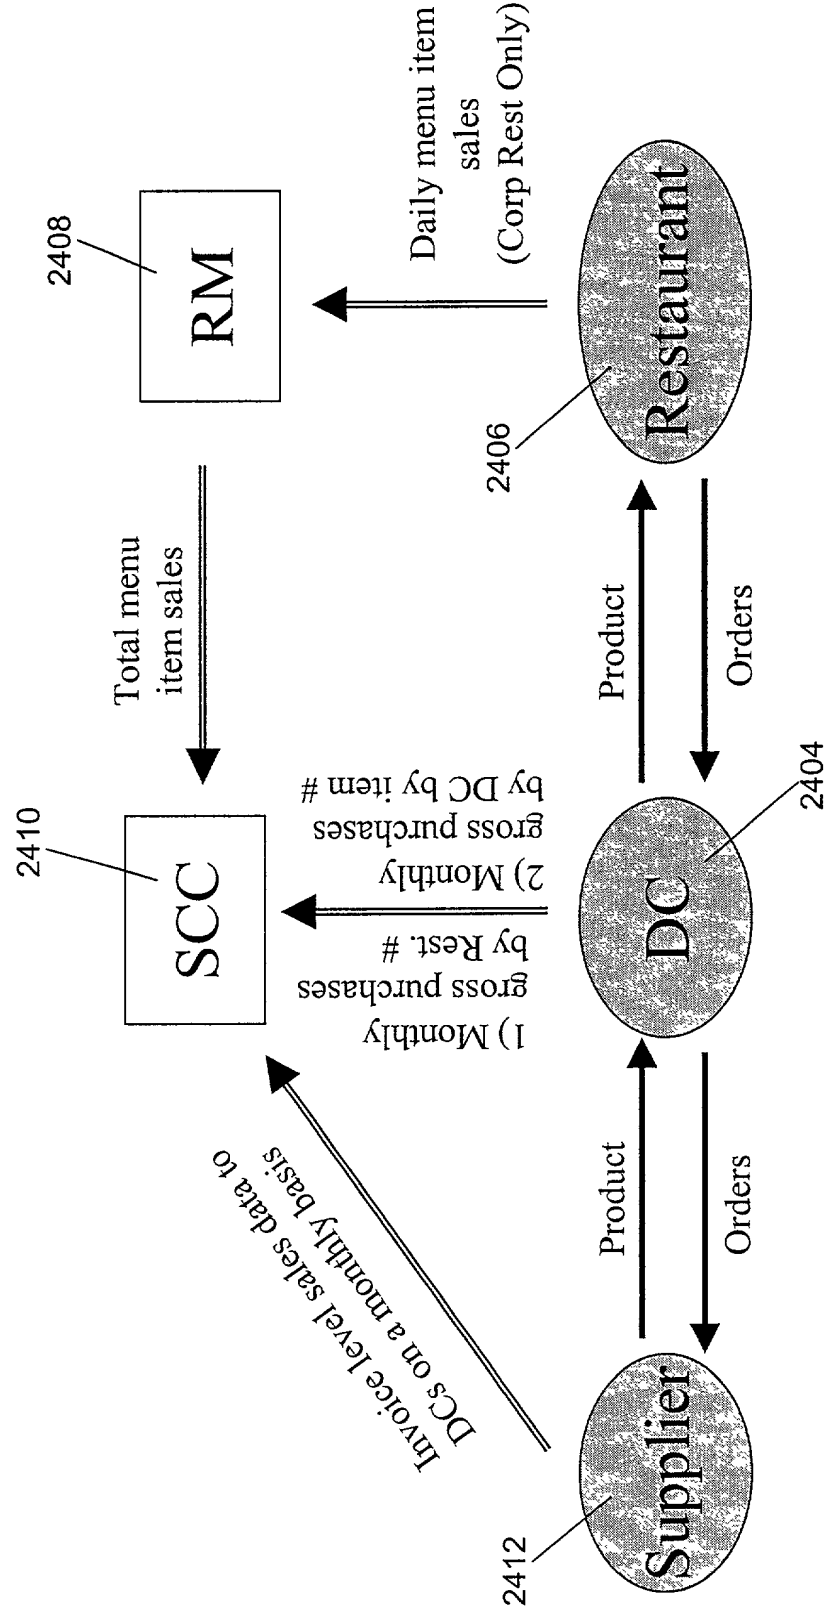 2410
SCC
Total menu
item sales
2408
RM
Invoice level sales data to
DCs on a monthly basis
1) Monthly
gross purchases
by Rest. #
2) Monthly
gross purchases
by DC by item #
Daily menu item
sales
(Corp Rest Only)
2412
Supplier
Product
Orders
DC
2404
Product
Orders
2406
Restaurant